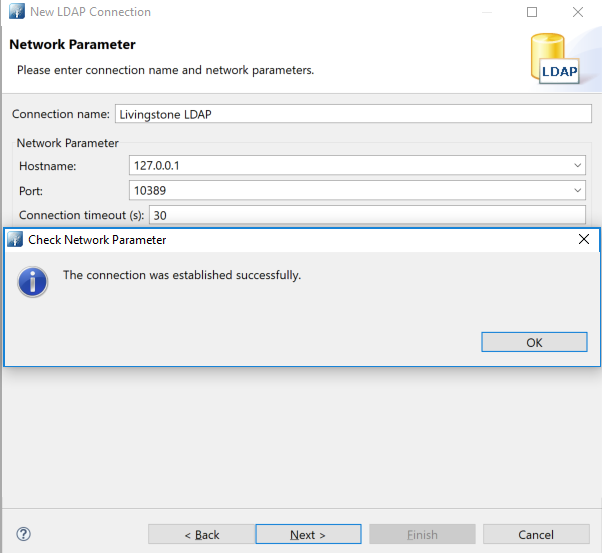 New LDAP Connection
Network Parameter
Please enter connection name and network parameters.
LDAP
Connection name: Livingstone LDAP
Network Parameter
Hostname: 127.0.0.1
Port: 10389
Connection timeout (s): 30
Check Network Parameter
The connection was established successfully.
OK
< Back Next > Finish Cancel